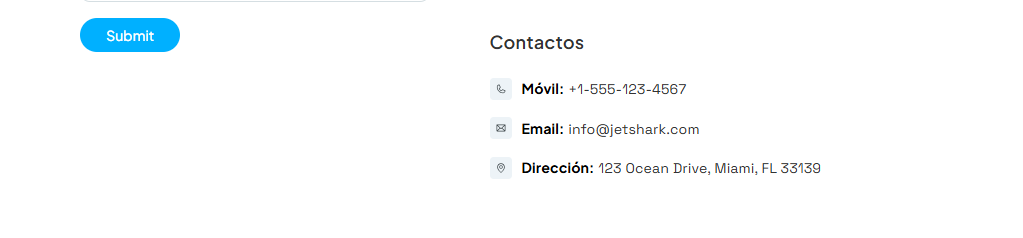 Submit
Contactos
Móvil: +1-555-123-4567
Email: info@jetshark.com
Dirección: 123 Ocean Drive, Miami, FL 33139